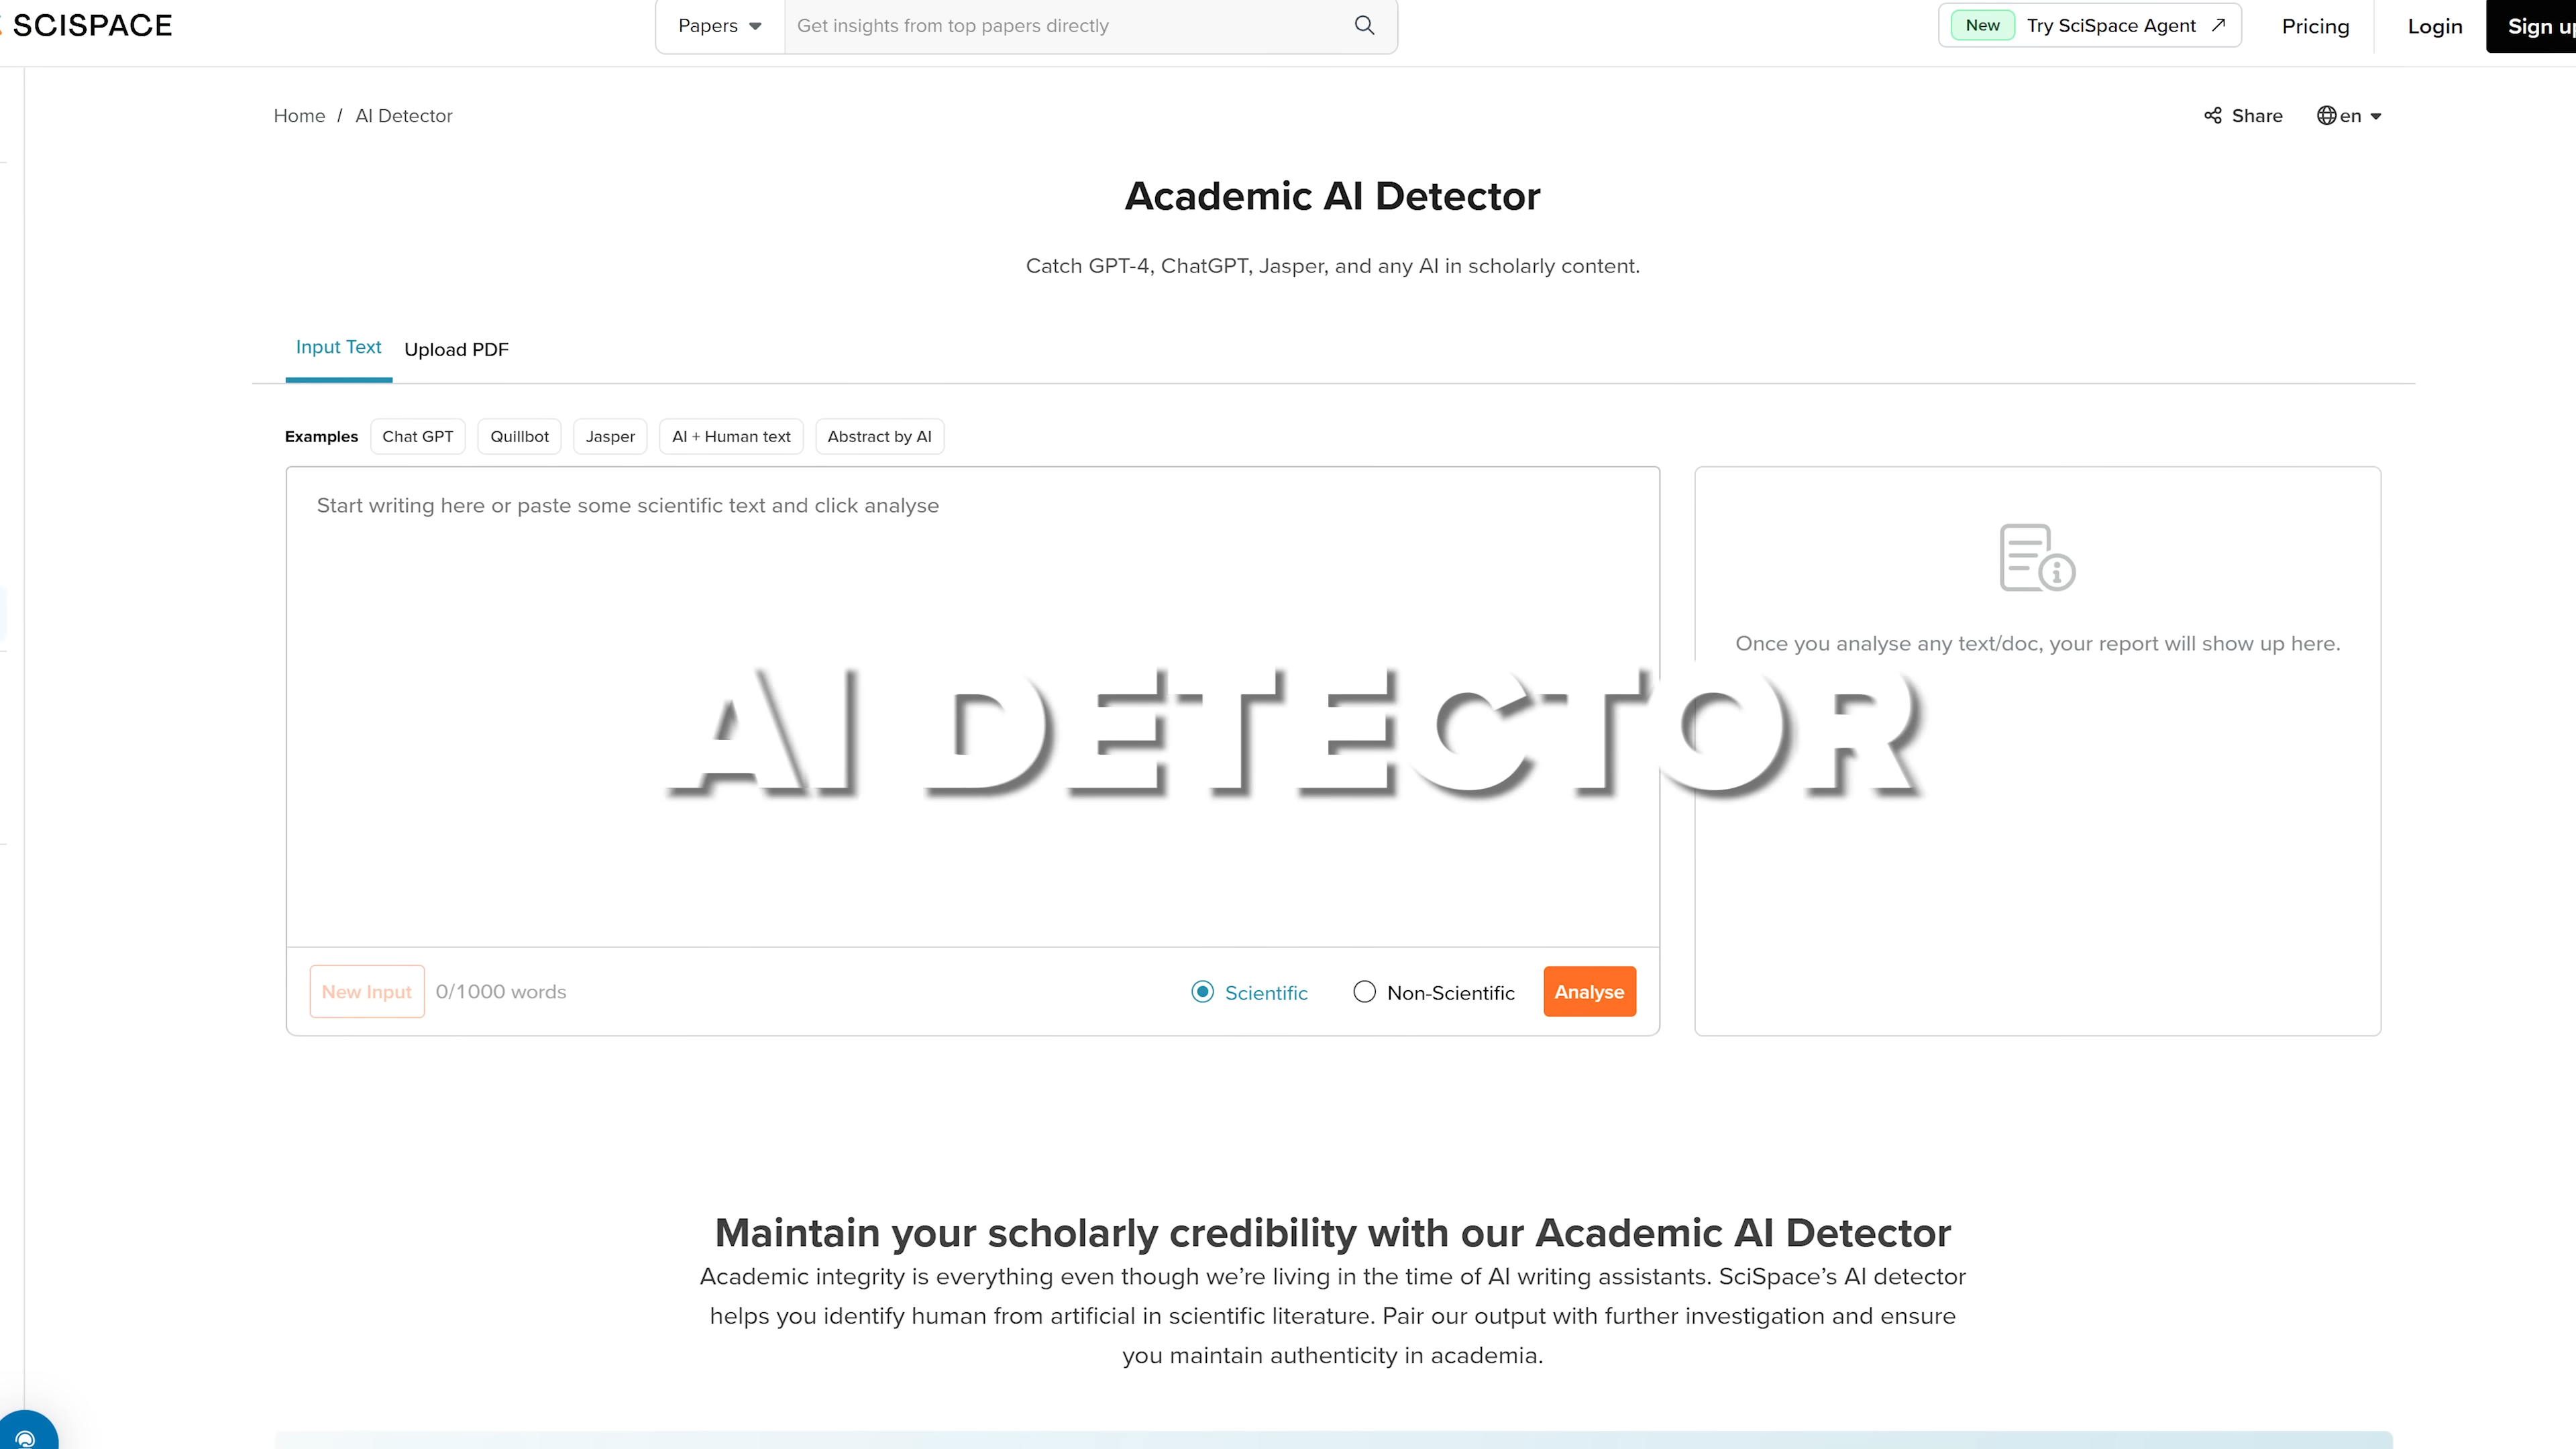 SCISPACE
Papers
Get insights from top papers directly
New
Try SciSpace Agent
Pricing
Login
Sign up
Home / AI Detector
Share
en
Academic AI Detector
Catch GPT-4, ChatGPT, Jasper, and any AI in scholarly content.
Input Text
Upload PDF
Examples
Chat GPT
Quillbot
Jasper
AI + Human text
Abstract by AI
Start writing here or paste some scientific text and click analyse
Once you analyse any text/doc, your report will show up here.
AI DETECTOR
New Input
0/1000 words
Scientific
Non-Scientific
Analyse
Maintain your scholarly credibility with our Academic AI Detector
Academic integrity is everything even though we’re living in the time of AI writing assistants. SciSpace’s AI detector
helps you identify human from artificial in scientific literature. Pair our output with further investigation and ensure
you maintain authenticity in academia.